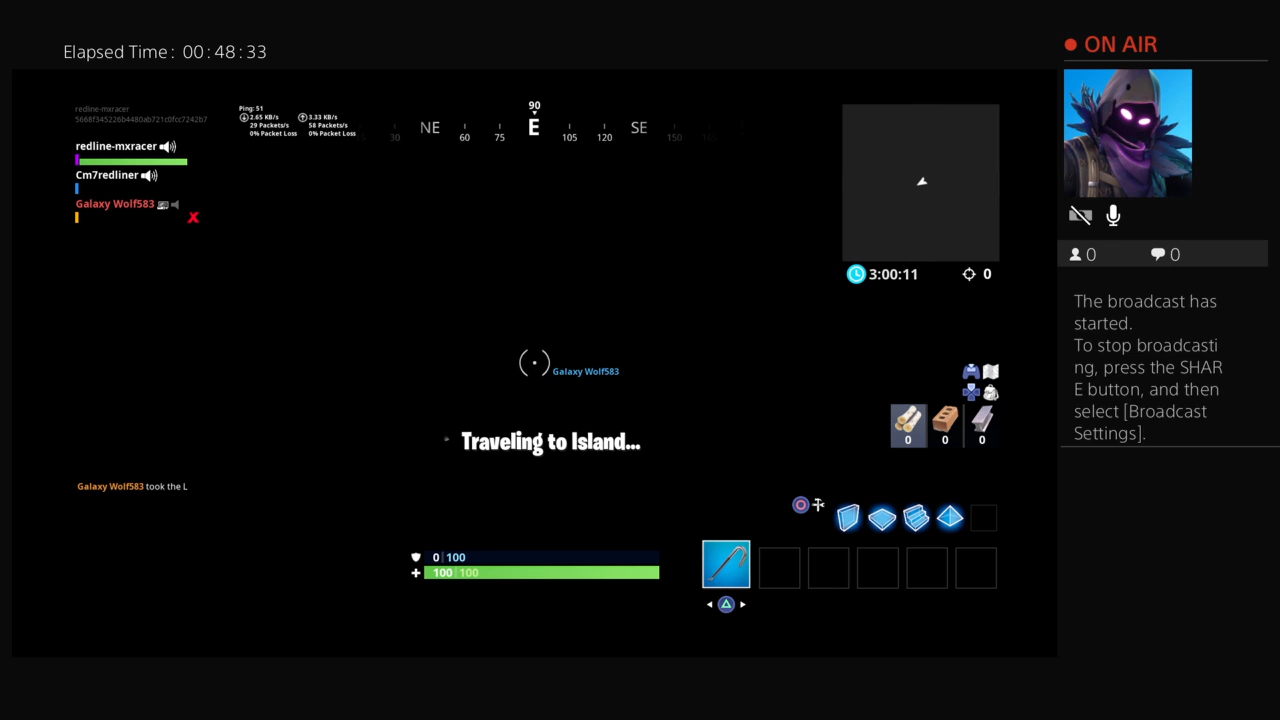 Elapsed Time: 00:48:33
ON AIR
redline-mxracer
5668f345226b4480ab721c0fcc7242b7
Ping: 51
2.65 KB/s 3.33 KB/s
29 Packets/s 58 Packets/s
0% Packet Loss 0% Packet Loss
90
30 NE 60 75 E 105 120 SE 150 165
redline-mxracer
Cm7redliner
Galaxy Wolf583
X
0 0
3:00:11 0
The broadcast has
started.
To stop broadcasti
ng, press the SHAR
E button, and then
select [Broadcast
Settings].
Galaxy Wolf583
0 0 0
Traveling to Island...
Galaxy Wolf583 took the L
0 | 100
100 | 100